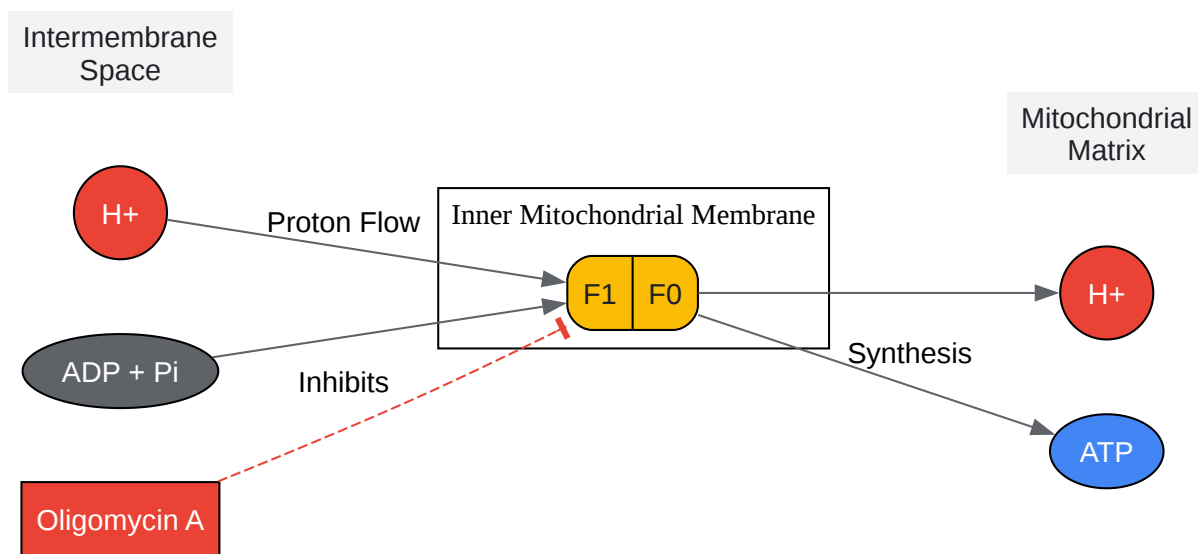 Intermembrane
Space
Mitochondrial
Matrix
H+
Proton Flow
Inner Mitochondrial Membrane
F1 F0
H+
ADP + Pi
Inhibits
Synthesis
ATP
Oligomycin A